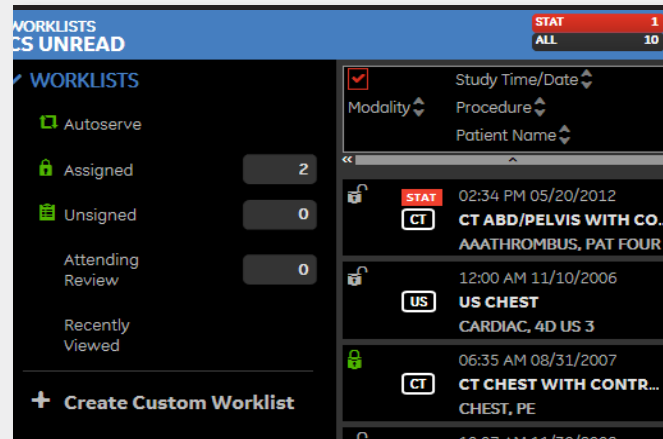 WORKLISTS
CS UNREAD
STAT 1
ALL 10
WORKLISTS
Autoserve
Assigned 2
Unsigned 0
Attending
Review 0
Recently
Viewed
Create Custom Worklist
Study Time/Date
Modality Procedure
Patient Name
STAT 02:34 PM 05/20/2012
CT CT ABD/PELVIS WITH CO...
AAATHROMBUS, PAT FOUR
12:00 AM 11/10/2006
US US CHEST
CARDIAC, 4D US 3
06:35 AM 08/31/2007
CT CT CHEST WITH CONTR...
CHEST, PE